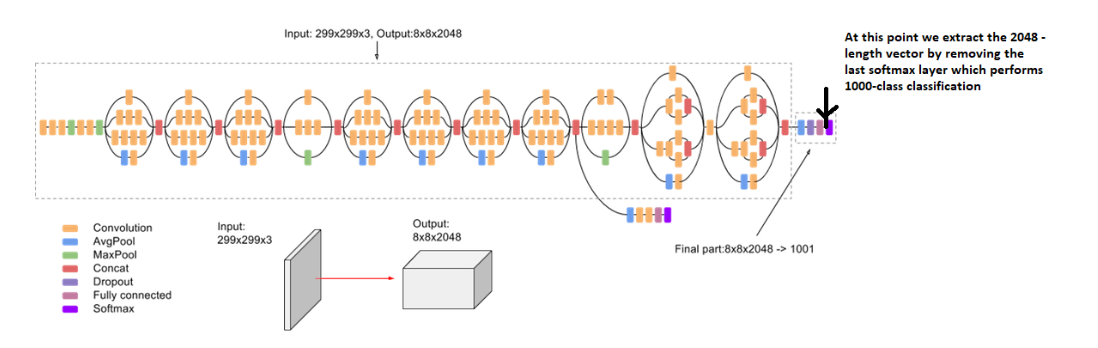 Input: 299x299x3, Output:8x8x2048
At this point we extract the 2048 -
length vector by removing the
last softmax layer which performs
1000-class classification
Convolution
AvgPool
MaxPool
Concat
Dropout
Fully connected
Softmax
Input:
299x299x3
Output:
8x8x2048
Final part:8x8x2048 -> 1001